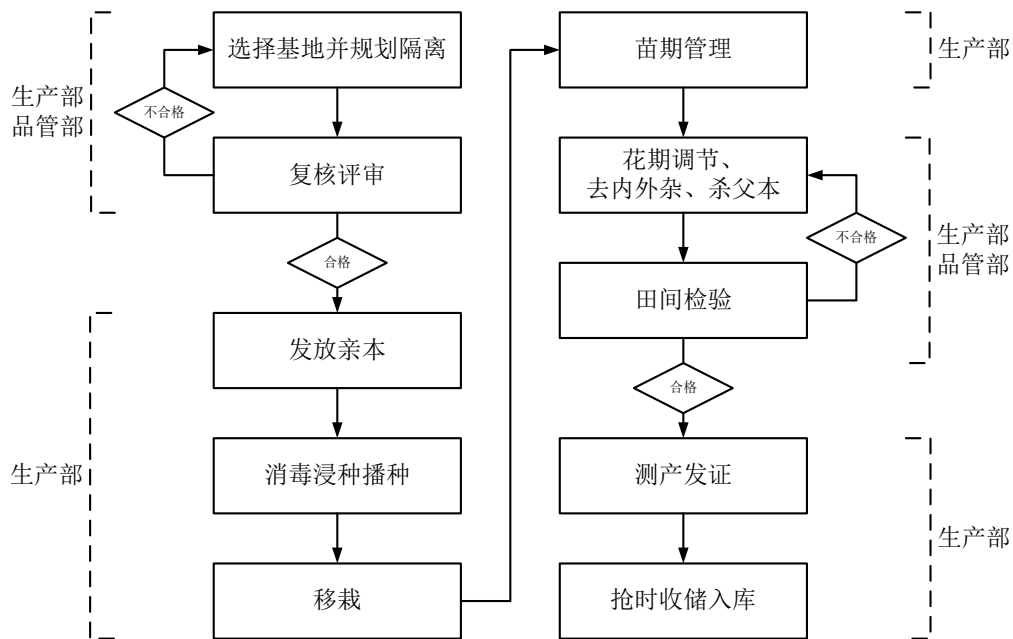 生产部
品管部
选择基地并规划隔离
不合格
复核评审
合格
生产部
发放亲本
消毒浸种播种
移栽
苗期管理
生产部
花期调节、
去内外杂、杀父本
不合格
田间检验
生产部
品管部
合格
测产发证
抢时收储入库
生产部